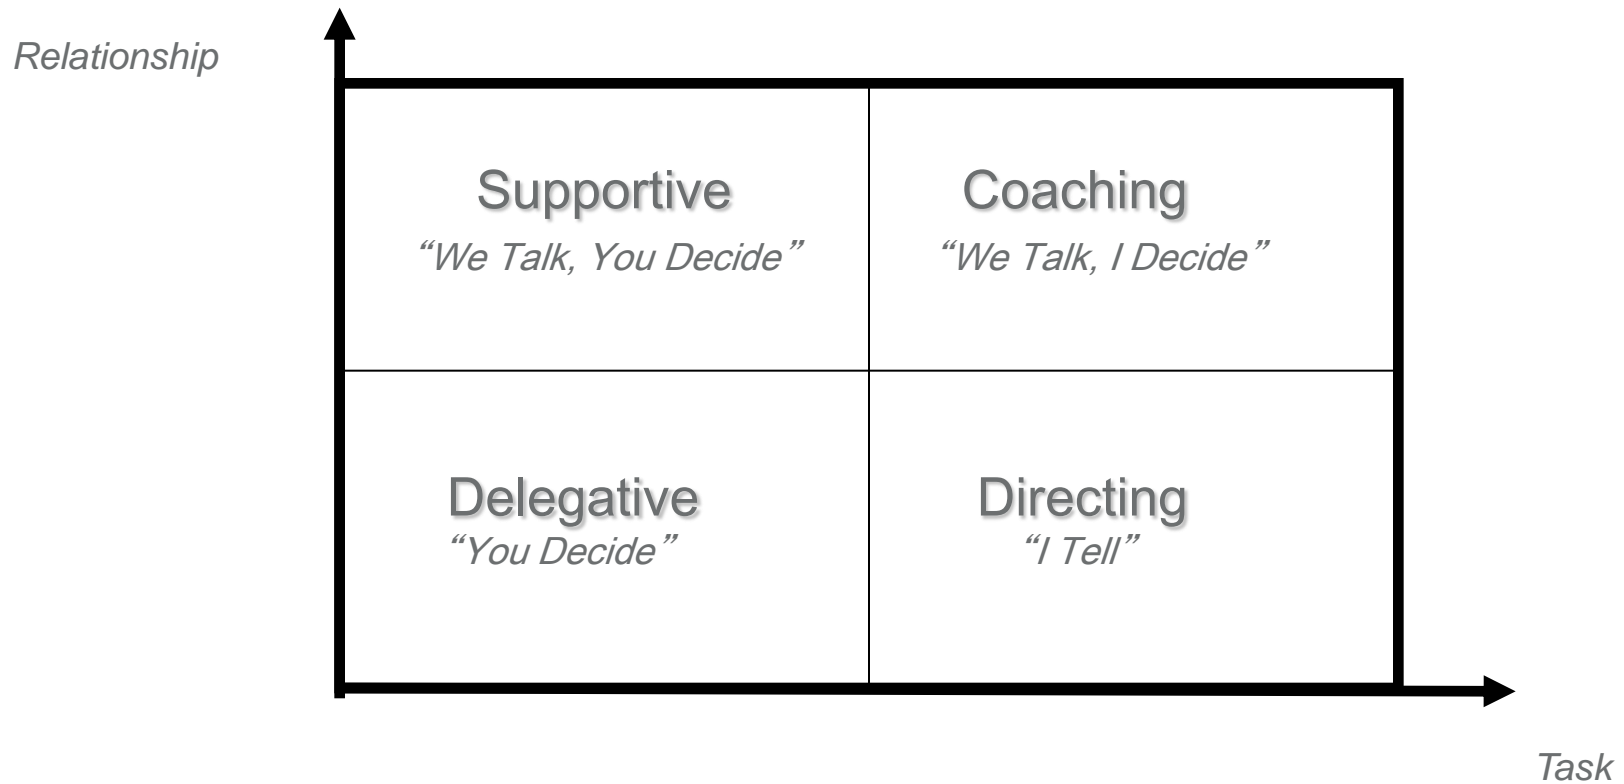 Relationship
Supportive
“We Talk, You Decide”
Coaching
“We Talk, I Decide”
Delegative
“You Decide”
Directing
“I Tell”
Task